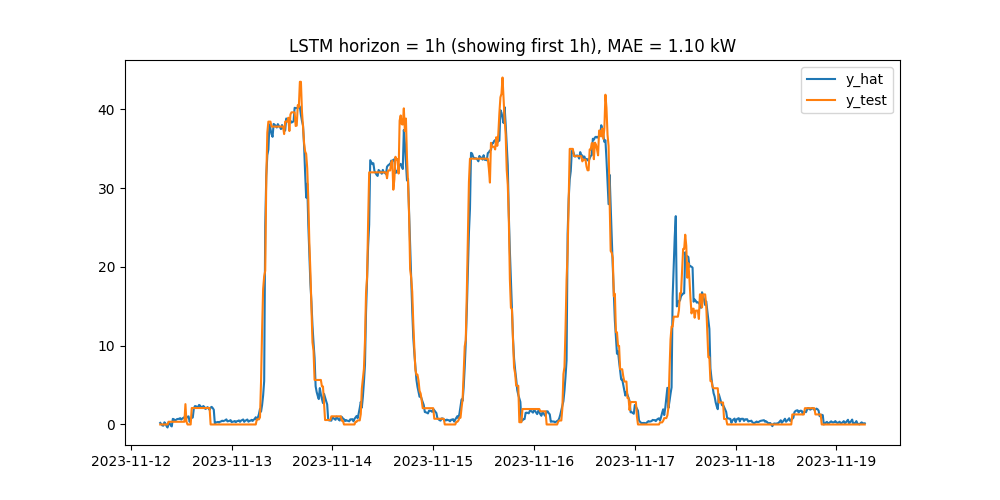 LSTM horizon = 1h (showing first 1h), MAE = 1.10 kW
y_hat
y_test
40
30
20
10
0
2023-11-12 2023-11-13 2023-11-14 2023-11-15 2023-11-16 2023-11-17 2023-11-18 2023-11-19